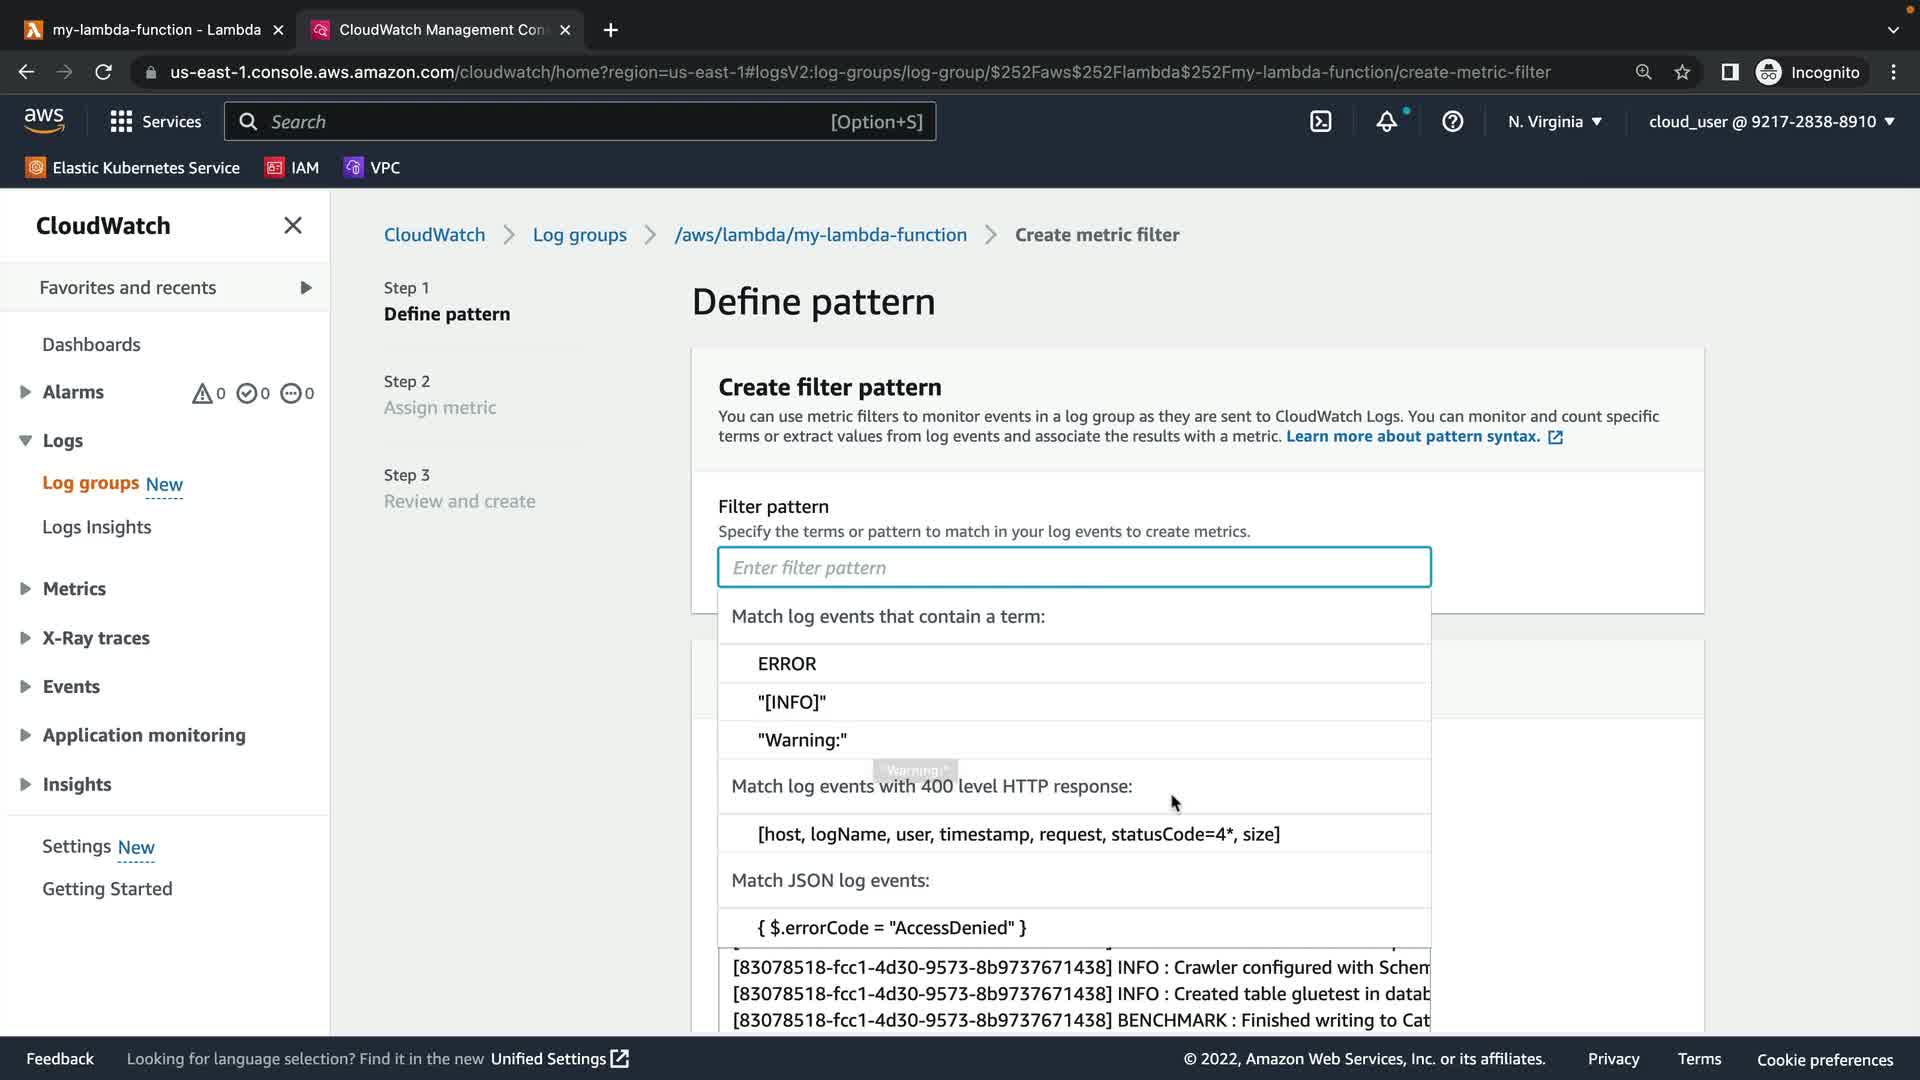 my-lambda-function - Lambda
CloudWatch Management Con
us-east-1.console.aws.amazon.com/cloudwatch/home?region=us-east-1#logsV2:log-groups/log-group/$252Faws$252Flambda$252Fmy-lambda-function/create-metric-filter
Incognito
aws
Services
Search
[Option+S]
N. Virginia
cloud_user @ 9217-2838-8910
Elastic Kubernetes Service
IAM
VPC
CloudWatch
Favorites and recents
Dashboards
Alarms
0
0
0
Logs
Log groups New
Logs Insights
Metrics
X-Ray traces
Events
Application monitoring
Insights
Settings New
Getting Started
CloudWatch
Log groups
/aws/lambda/my-lambda-function
Create metric filter
Step 1
Define pattern
Step 2
Assign metric
Step 3
Review and create
Define pattern
Create filter pattern
You can use metric filters to monitor events in a log group as they are sent to CloudWatch Logs. You can monitor and count specific
terms or extract values from log events and associate the results with a metric. Learn more about pattern syntax.
Filter pattern
Specify the terms or pattern to match in your log events to create metrics.
Enter filter pattern
Match log events that contain a term:
ERROR
"[INFO]"
"Warning:"
"Warning:"
Match log events with 400 level HTTP response:
[host, logName, user, timestamp, request, statusCode=4*, size]
Match JSON log events:
{ $.errorCode = "AccessDenied" }
[83078518-fcc1-4d30-9573-8b9737671438] INFO : Crawler configured with Schem
[83078518-fcc1-4d30-9573-8b9737671438] INFO : Created table gluetest in datab
[83078518-fcc1-4d30-9573-8b9737671438] BENCHMARK : Finished writing to Cat
Feedback
Looking for language selection? Find it in the new Unified Settings
© 2022, Amazon Web Services, Inc. or its affiliates.
Privacy
Terms
Cookie preferences